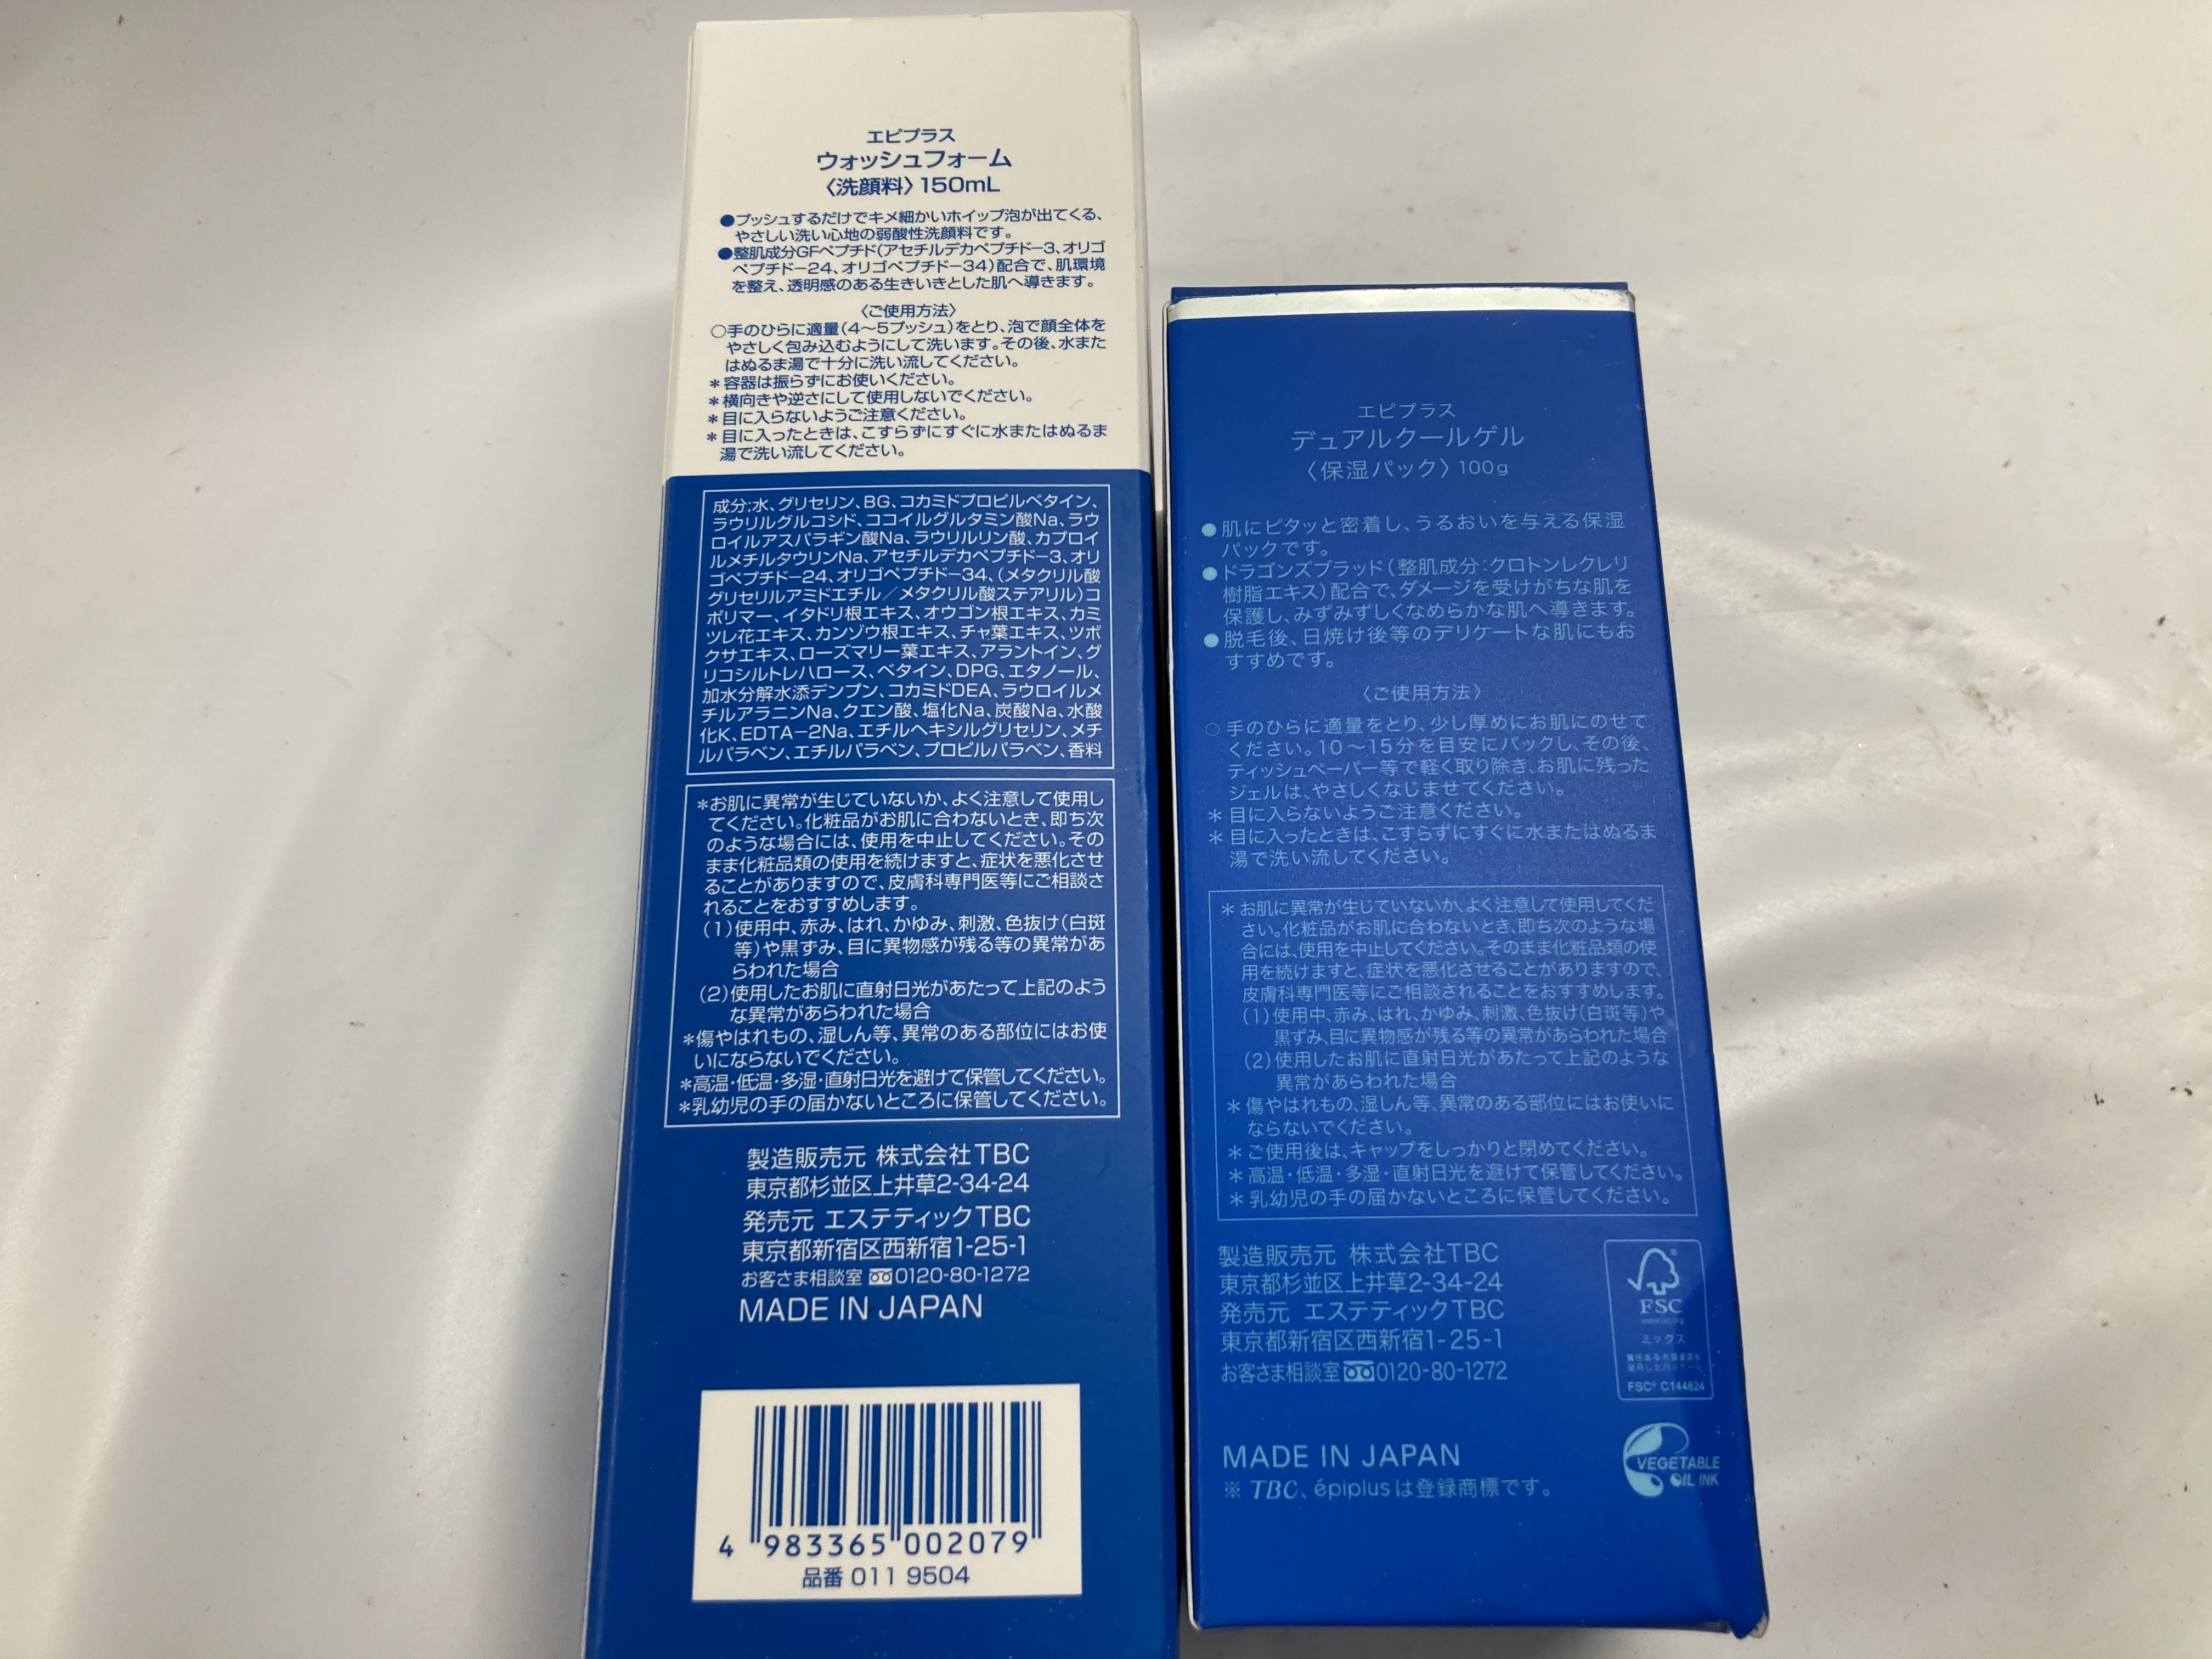 エピプラス
ウォッシュフォーム
〈洗顔料〉150mL
●プッシュするだけでキメ細かいホイップ泡が出てくる、
やさしい洗い心地の弱酸性洗顔料です。
●整肌成分GFペプチド(アセチルデカペプチド−3、オリゴ
ペプチド−24、オリゴペプチド−34)配合で、肌環境
を整え、透明感のある生きいきとした肌へ導きます。
〈ご使用方法〉
○手のひらに適量(4〜5プッシュ)をとり、泡で顔全体を
やさしく包み込むようにして洗います。その後、水また
はぬるま湯で十分に洗い流してください。
＊容器は振らずにお使いください。
＊横向きや逆さにして使用しないでください。
＊目に入らないようご注意ください。
＊目に入ったときは、こすらずにすぐに水またはぬるま
湯で洗い流してください。
成分:水、グリセリン、BG、コカミドプロピルベタイン、
ラウリルグルコシド、ココイルグルタミン酸Na、ラウ
ロイルアスパラギン酸Na、ラウリルリン酸、カプロイ
ルメチルタウリンNa、アセチルデカペプチド−3、オリ
ゴペプチド−24、オリゴペプチド−34、(メタクリル酸
グリセリルアミドエチル／メタクリル酸ステアリル)コ
ポリマー、イタドリ根エキス、オウゴン根エキス、カミ
ツレ花エキス、カンゾウ根エキス、チャ葉エキス、ツボ
クサエキス、ローズマリー葉エキス、アラントイン、グ
リコシルトレハロース、ベタイン、DPG、エタノール、
加水分解水添デンプン、コカミドDEA、ラウロイルメ
チルアラニンNa、クエン酸、塩化Na、炭酸Na、水酸
化K、EDTA−2Na、エチルヘキシルグリセリン、メチ
ルパラベン、エチルパラベン、プロピルパラベン、香料
＊お肌に異常が生じていないか、よく注意して使用し
てください。化粧品がお肌に合わないとき、即ち次
のような場合には、使用を中止してください。その
まま化粧品類の使用を続けますと、症状を悪化させ
ることがありますので、皮膚科専門医等にご相談さ
れることをおすすめします。
(1)使用中、赤み、はれ、かゆみ、刺激、色抜け(白斑
等)や黒ずみ、目に異物感が残る等の異常があ
らわれた場合
(2)使用したお肌に直射日光があたって上記のよう
な異常があらわれた場合
＊傷やはれもの、湿しん等、異常のある部位にはお使
いにならないでください。
＊高温・低温・多湿・直射日光を避けて保管してください。
＊乳幼児の手の届かないところに保管してください。
製造販売元 株式会社TBC
東京都杉並区上井草2-34-24
発売元 エステティックTBC
東京都新宿区西新宿1-25-1
お客さま相談室 0120-80-1272
MADE IN JAPAN
4 983365 002079
品番 011 9504
エピプラス
デュアルクールゲル
〈保湿パック〉100g
●肌にピタッと密着し、うるおいを与える保湿
パックです。
●ドラゴンズブラッド(整肌成分:クロトンレクレリ
樹脂エキス)配合で、ダメージを受けがちな肌を
保護し、みずみずしくなめらかな肌へ導きます。
●脱毛後、日焼け後等のデリケートな肌にもお
すすめです。
〈ご使用方法〉
○手のひらに適量をとり、少し厚めにお肌にのせて
ください。10〜15分を目安にパックし、その後、
ティッシュペーパー等で軽く取り除き、お肌に残った
ジェルは、やさしくなじませてください。
＊目に入らないようご注意ください。
＊目に入ったときは、こすらずにすぐに水またはぬるま
湯で洗い流してください。
＊お肌に異常が生じていないか、よく注意して使用してくだ
さい。化粧品がお肌に合わないとき、即ち次のような場
合には、使用を中止してください。そのまま化粧品類の使
用を続けますと、症状を悪化させることがありますので、
皮膚科専門医等にご相談されることをおすすめします。
(1)使用中、赤み、はれ、かゆみ、刺激、色抜け(白斑等)や
黒ずみ、目に異物感が残る等の異常があらわれた場合
(2)使用したお肌に直射日光があたって上記のような
異常があらわれた場合
＊傷やはれもの、湿しん等、異常のある部位にはお使いに
ならないでください。
＊ご使用後は、キャップをしっかりと閉めてください。
＊高温・低温・多湿・直射日光を避けて保管してください。
＊乳幼児の手の届かないところに保管してください。
製造販売元 株式会社TBC
東京都杉並区上井草2-34-24
発売元 エステティックTBC
東京都新宿区西新宿1-25-1
お客さま相談室 0120-80-1272
FSC
www.fsc.org
ミックス
責任ある木質資源を
使用したパッケージ
FSC® C144824
MADE IN JAPAN
※ TBC、épiplusは登録商標です。
VEGETABLE
OIL INK